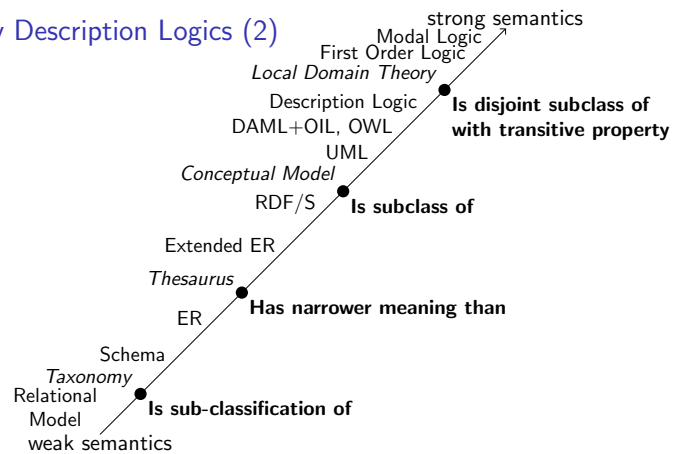 y Description Logics (2)
strong semantics
Modal Logic
First Order Logic
Local Domain Theory
Is disjoint subclass of
with transitive property
Description Logic
DAML+OIL, OWL
UML
Conceptual Model
RDF/S
Is subclass of
Extended ER
Thesaurus
Has narrower meaning than
ER
Schema
Taxonomy
Relational
Model
Is sub-classification of
weak semantics